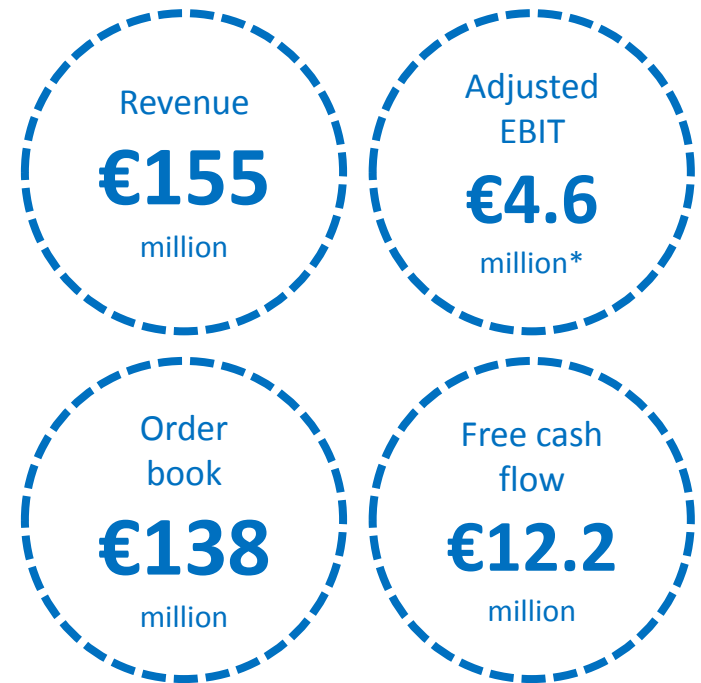 Revenue
€155
million
Adjusted
EBIT
€4.6
million*
Order
book
€138
million
Free cash
flow
€12.2
million